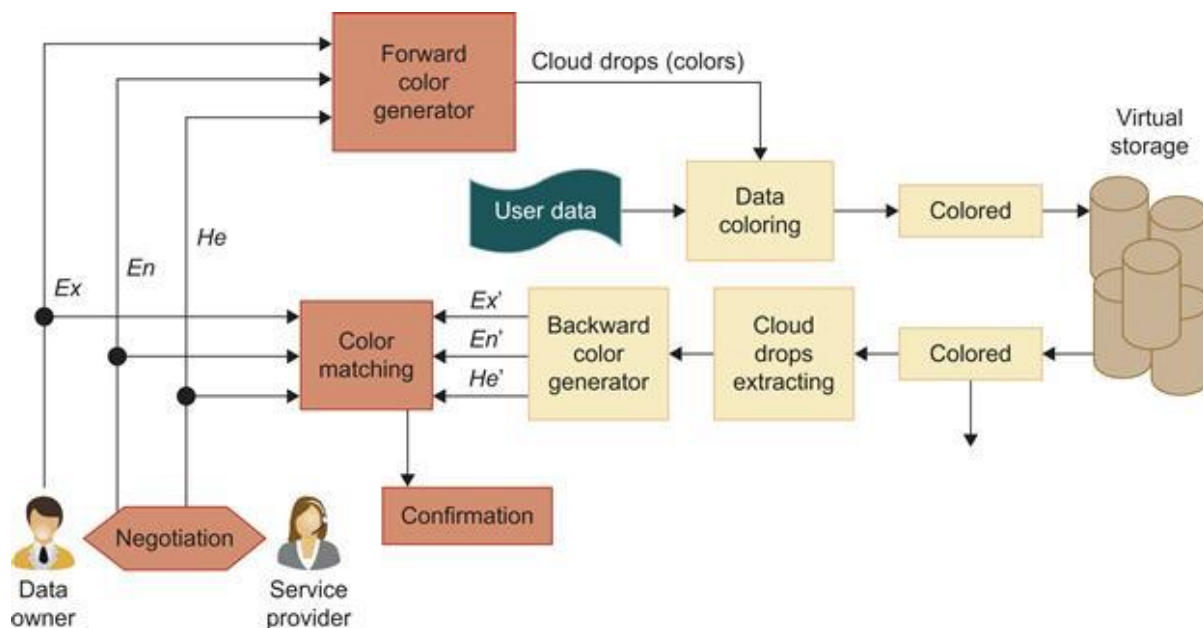 Forward
color
generator
Cloud drops (colors)
Virtual
storage
User data
Data
coloring
Colored
He
En
Ex
Color
matching
Ex’
En’
He’
Backward
color
generator
Cloud
drops
extracting
Colored
Confirmation
Negotiation
Data
owner
Service
provider